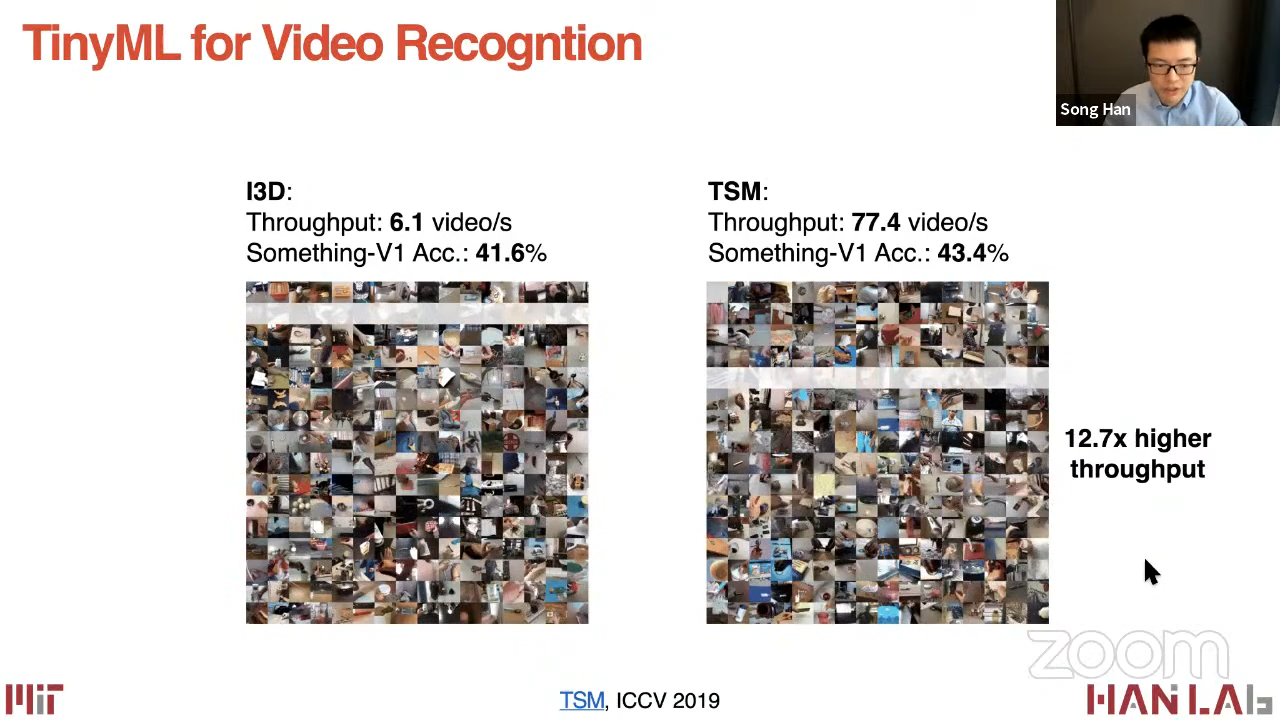 TinyML for Video Recogntion
Song Han
I3D:
Throughput: 6.1 video/s
Something-V1 Acc.: 41.6%
TSM:
Throughput: 77.4 video/s
Something-V1 Acc.: 43.4%
12.7x higher
throughput
zoom
MIT
TSM, ICCV 2019
HAN LAB